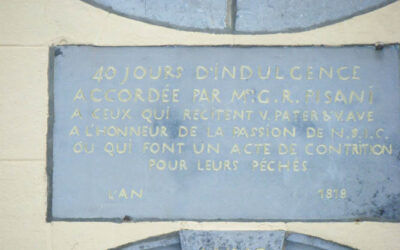 40 JOURS D'INDULGENCE
ACCORDÉE PAR MGR G. R. PISANI
A CEUX QUI RECITENT V. PATER & V. AVE
A L'HONNEUR DE LA PASSION DE N.S.J.C.
OU QUI FONT UN ACTE DE CONTRITION
POUR LEURS PÉCHÉS
L'AN 1818